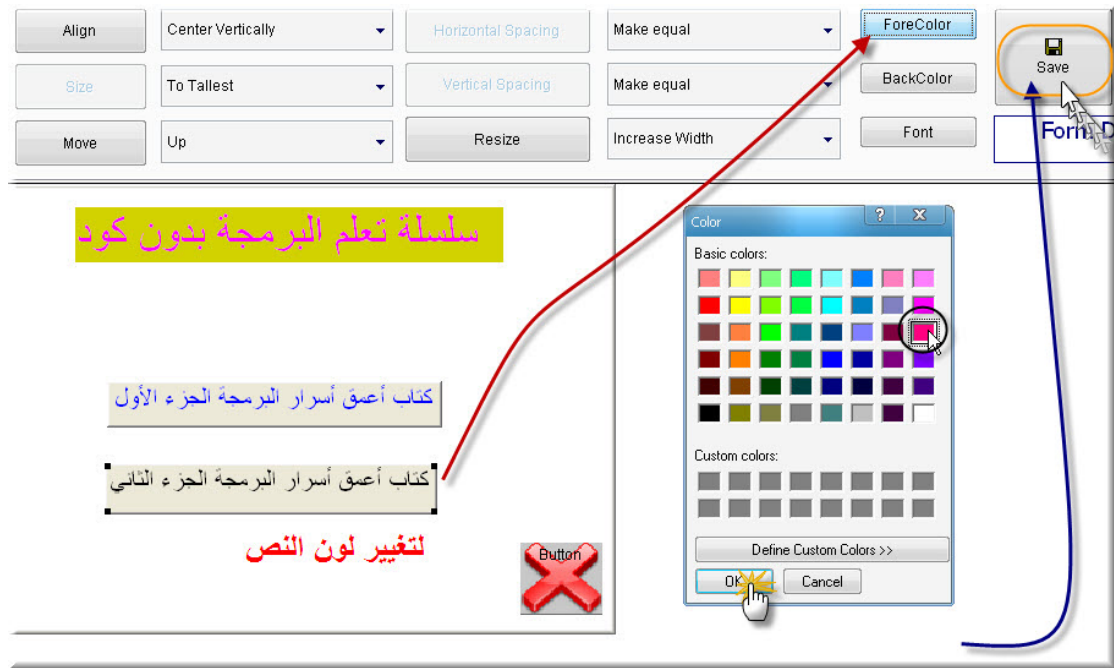 Align
Center Vertically
Horizontal Spacing
Make equal
ForeColor
Save
Size
To Tallest
Vertical Spacing
Make equal
BackColor
Move
Up
Resize
Increase Width
Font
Form D
سلسلة تعلم البرمجة بدون كود
كتاب أعمق أسرار البرمجة الجزء الأول
كتاب أعمق أسرار البرمجة الجزء الثاني
لتغيير لون النص
Button
Color
?
X
Basic colors:
Custom colors:
Define Custom Colors >>
OK
Cancel